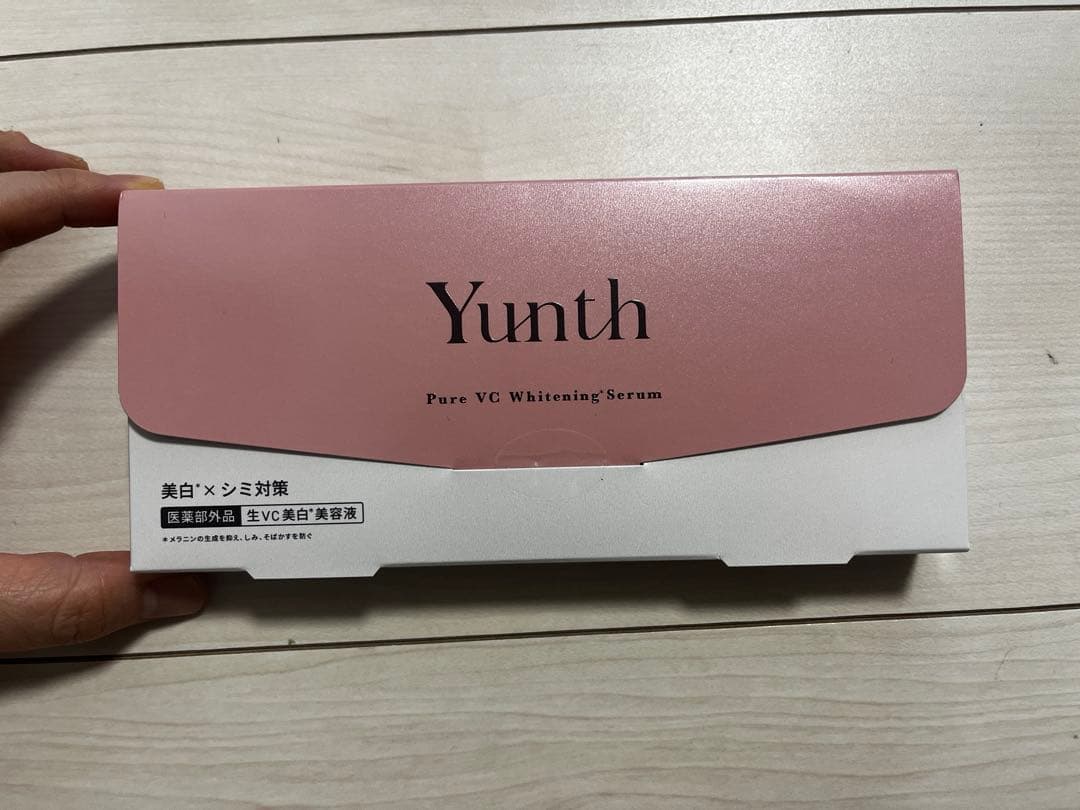 Yunth
Pure VC Whitening*Serum
美白*×シミ対策
医薬部外品 生VC美白*美容液
*メラニンの生成を抑え、しみ、そばかすを防ぐ